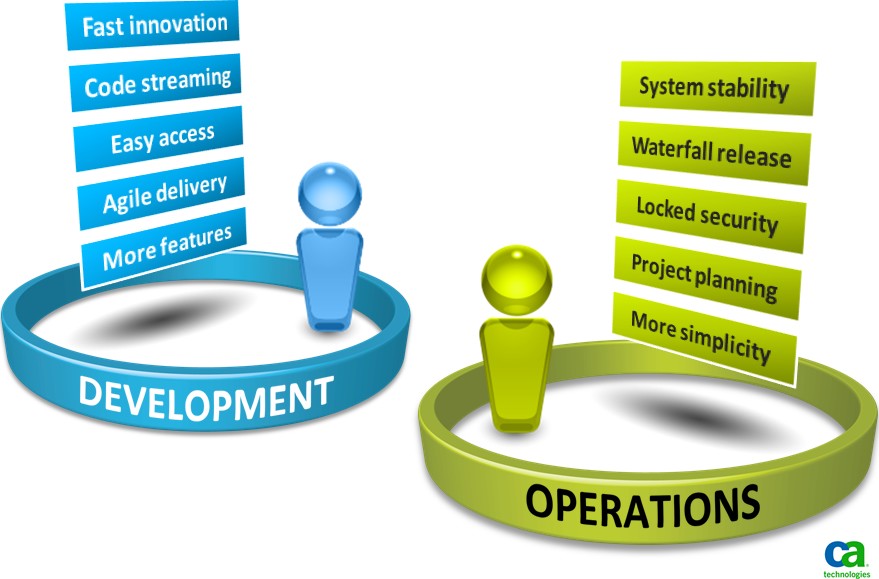 Fast innovation
Code streaming
Easy access
Agile delivery
More features
DEVELOPMENT
System stability
Waterfall release
Locked security
Project planning
More simplicity
OPERATIONS
ca
technologies